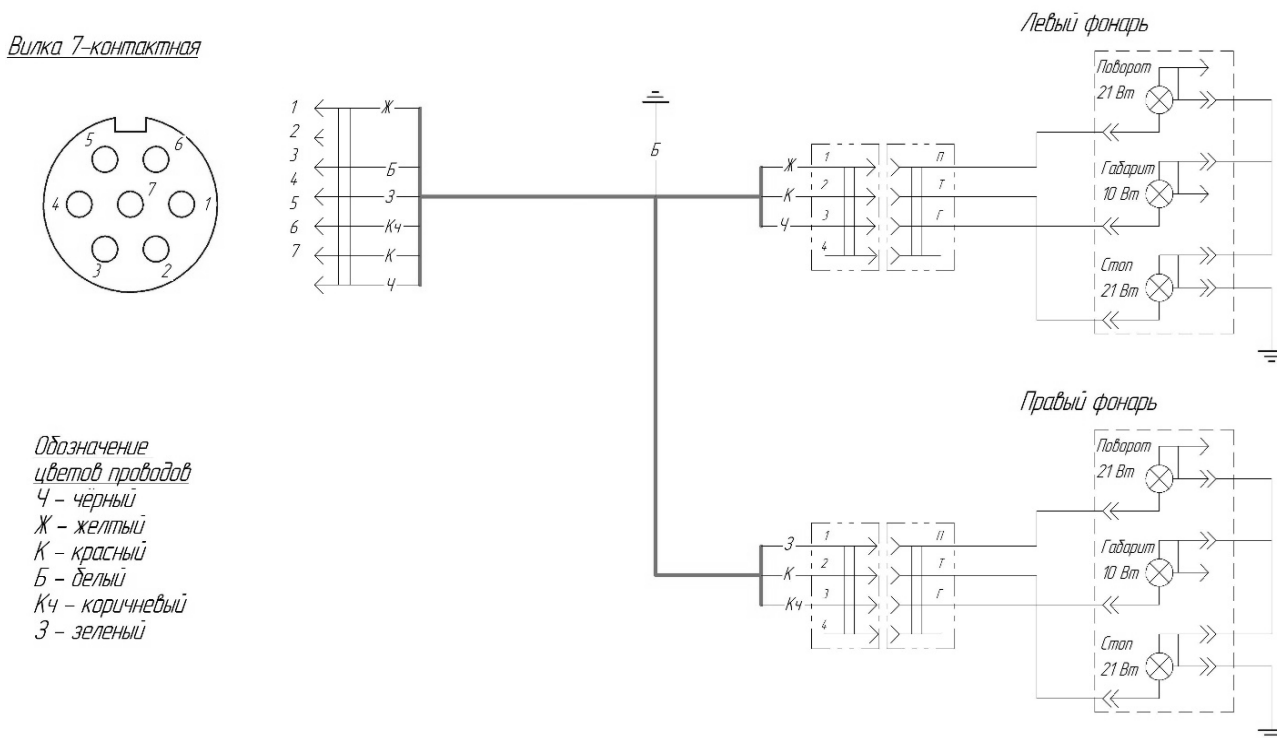 Вилка 7-контактная
5
6
4
7
1
3
2
1
2
3
4
5
6
7
Ж
Б
З
Кч
К
Ч
Б
Левый фонарь
Ж
К
Ч
1
2
3
4
П
Т
Г
Поворот
21 Вт
Габарит
10 Вт
Стоп
21 Вт
Правый фонарь
З
К
Кч
1
2
3
4
П
Т
Г
Поворот
21 Вт
Габарит
10 Вт
Стоп
21 Вт
Обозначение
цветов проводов
Ч - чёрный
Ж - желтый
К - красный
Б - белый
Кч - коричневый
З - зеленый